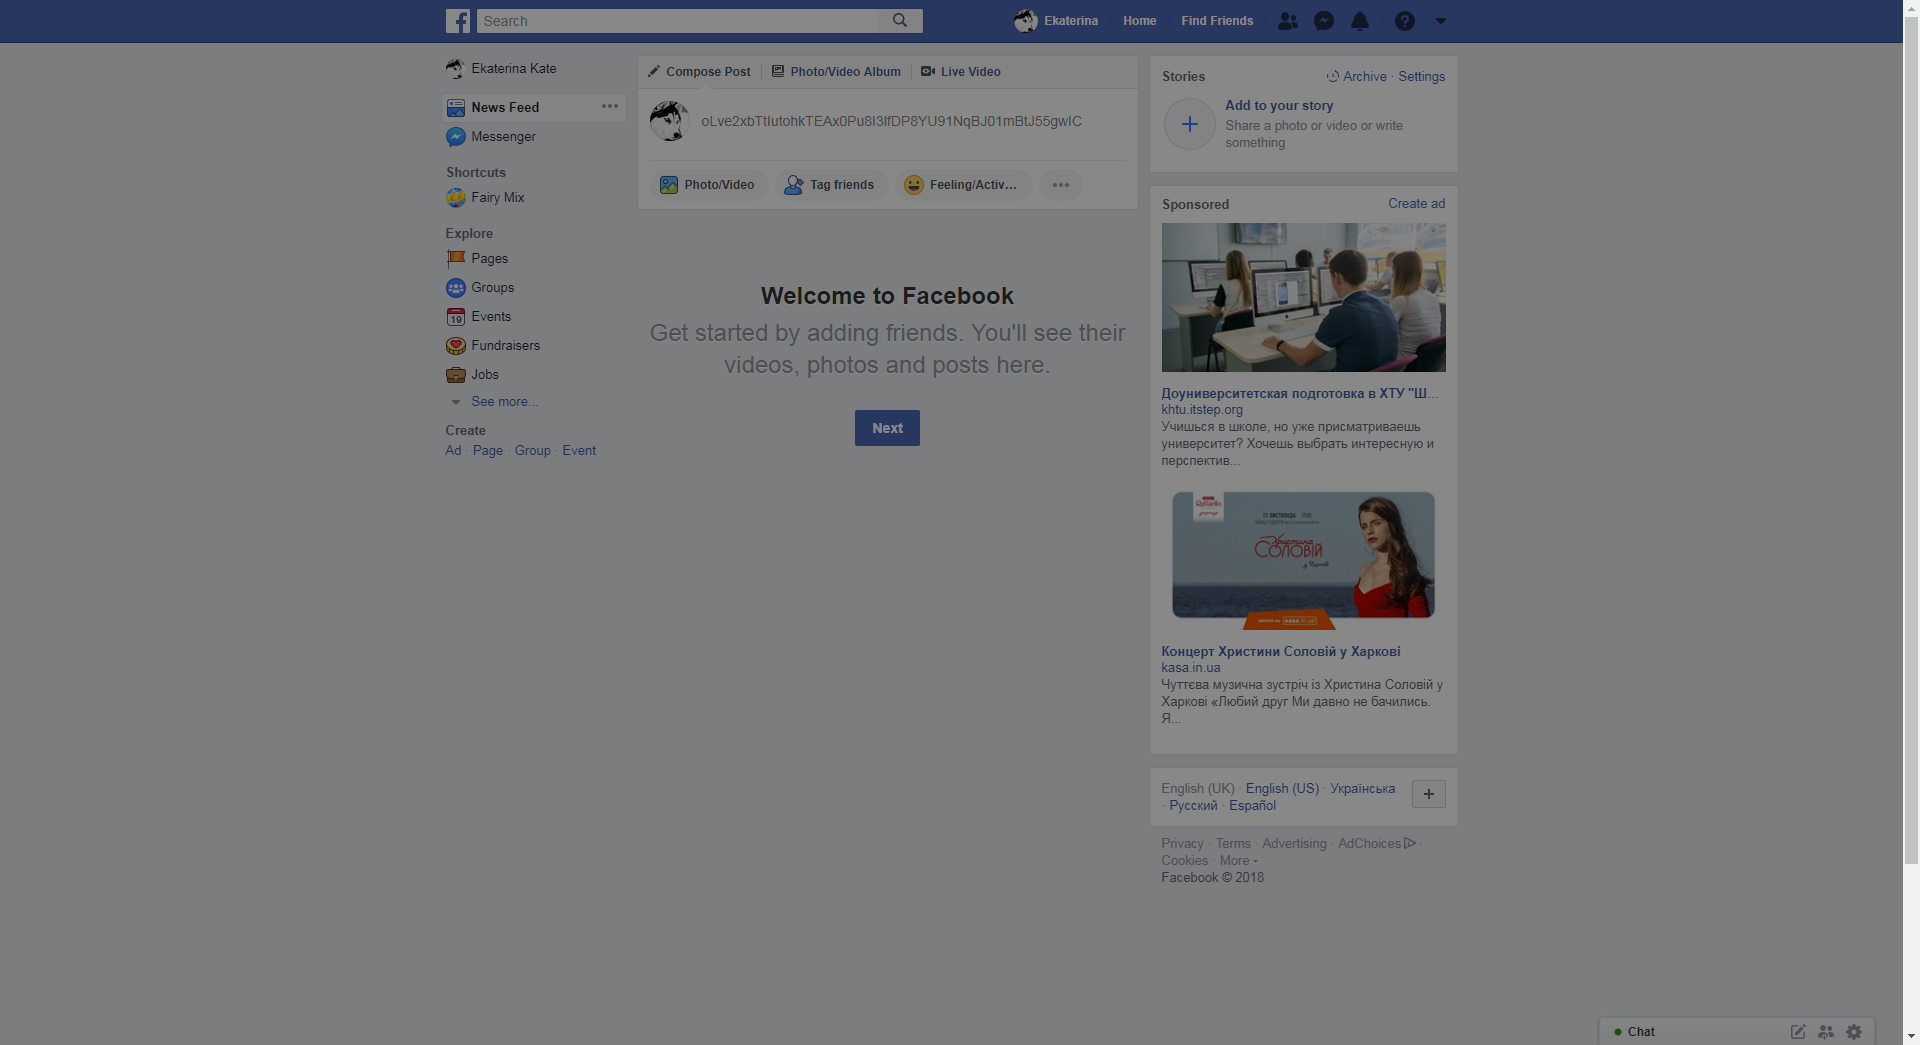 Search
Ekaterina
Home
Find Friends
Ekaterina Kate
News Feed
Messenger
Shortcuts
Fairy Mix
Explore
Pages
Groups
19 Events
Fundraisers
Jobs
See more...
Create
Ad · Page · Group · Event
Compose Post
Photo/Video Album
Live Video
oLve2xbTtIutohkTEAx0Pu8I3IfDP8YU91NqBJ01mBtJ55gwIC
Photo/Video
Tag friends
Feeling/Activ...
Welcome to Facebook
Get started by adding friends. You'll see their
videos, photos and posts here.
Next
Stories
Archive · Settings
Add to your story
Share a photo or video or write
something
Sponsored
Create ad
Доуниверситетская подготовка в ХТУ "Ш...
khtu.itstep.org
Учишься в школе, но уже присматриваешь
университет? Хочешь выбрать интересную и
перспектив...
Raffaello
11 ЛИСТОПАДА
Христина
СОЛОВІЙ
у Харкові
Концерт Христини Соловій у Харкові
kasa.in.ua
Чуттєва музична зустріч із Христина Соловій у
Харкові «Любий друг Ми давно не бачились.
Я...
English (UK) · English (US) · Українська
· Русский · Español
Privacy · Terms · Advertising · AdChoices ·
Cookies · More
Facebook © 2018
Chat